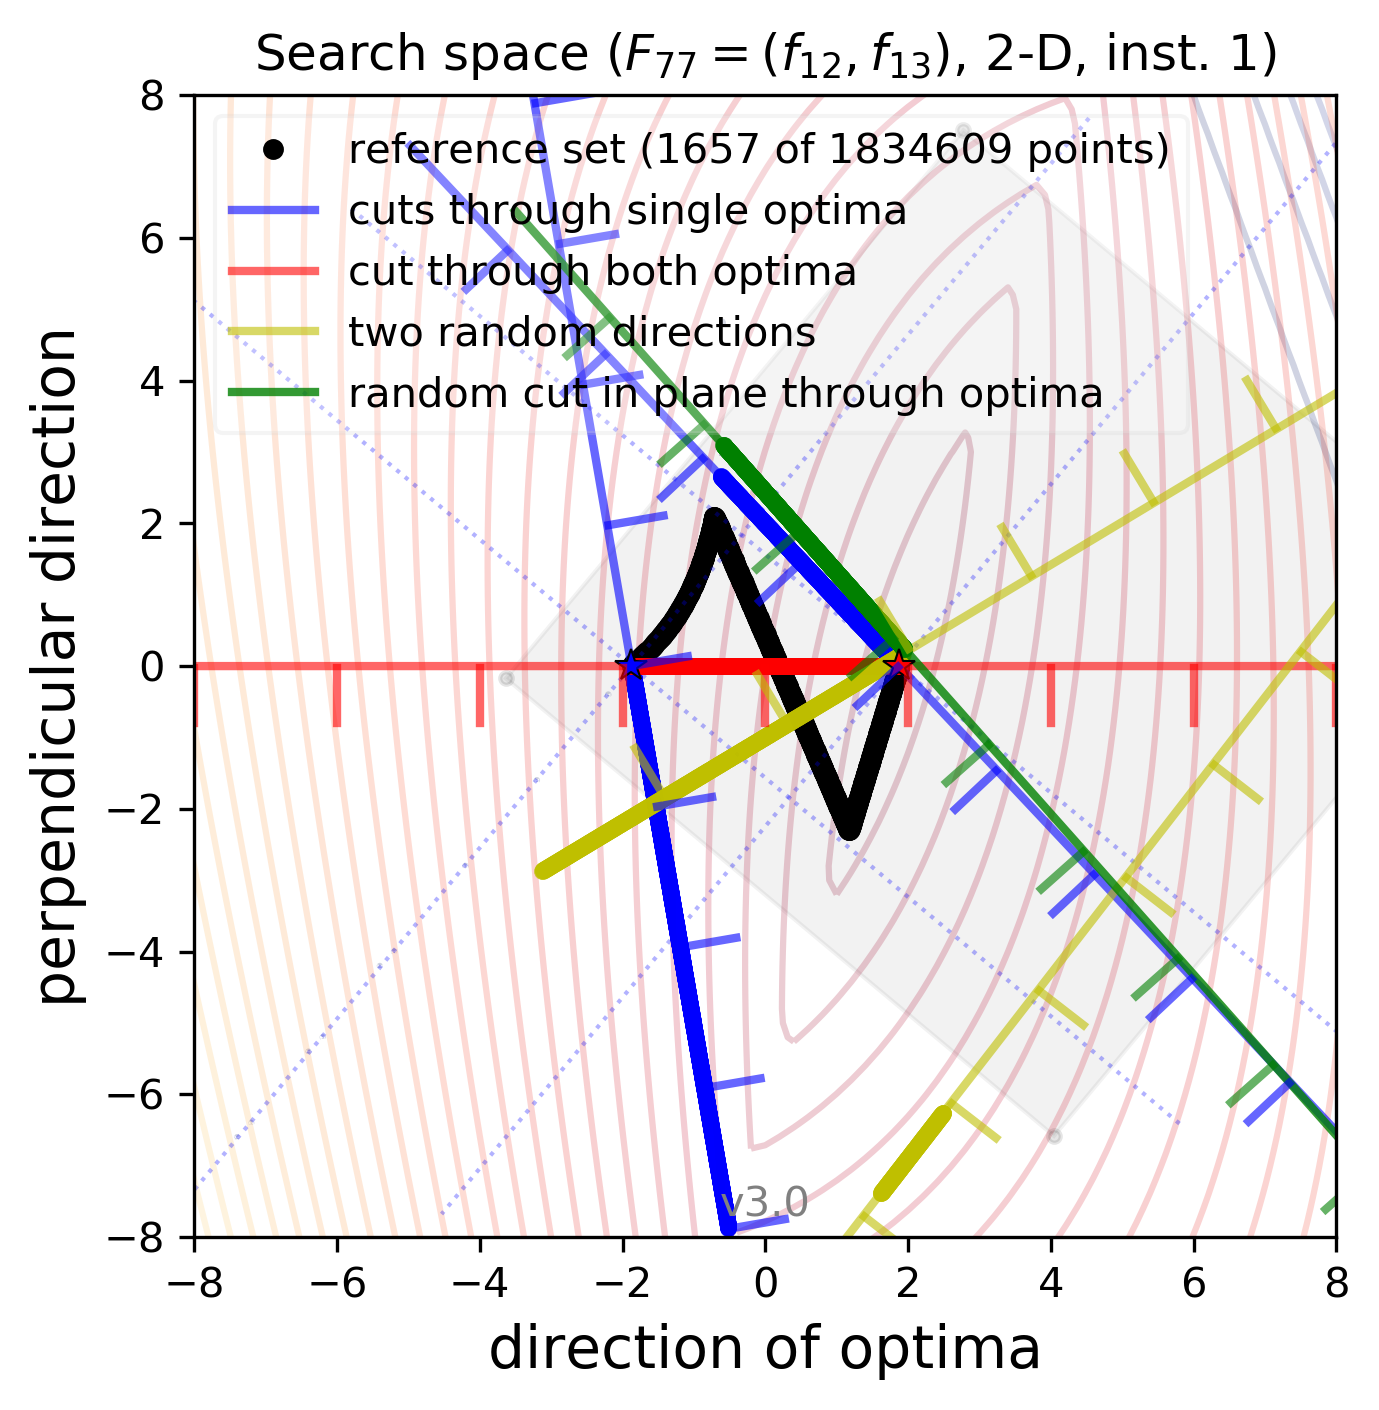 Search space (F77 = (f12, f13), 2-D, inst. 1)
reference set (1657 of 1834609 points)
cuts through single optima
cut through both optima
two random directions
random cut in plane through optima
8
6
4
2
0
−2
−4
−6
−8
perpendicular direction
v3.0
−8 −6 −4 −2 0 2 4 6 8
direction of optima